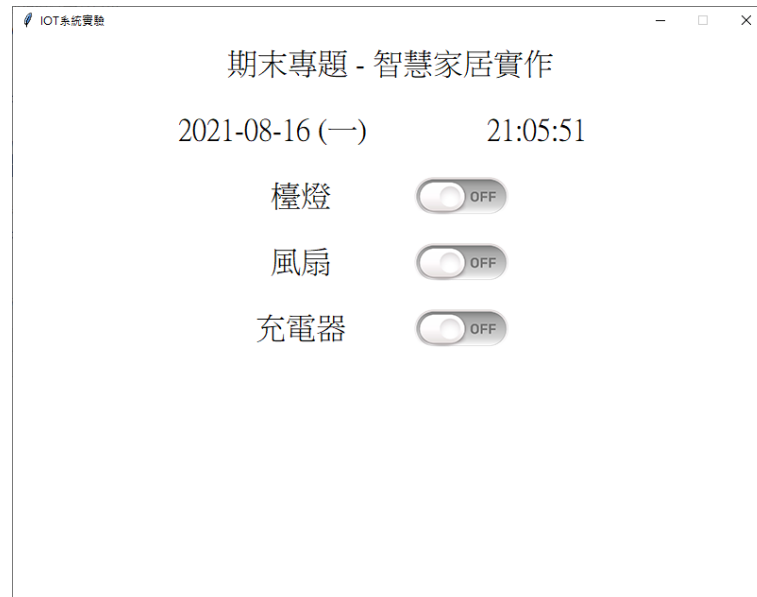 IOT系統實驗
期末專題 - 智慧家居實作
2021-08-16 (一) 21:05:51
檯燈 OFF
風扇 OFF
充電器 OFF